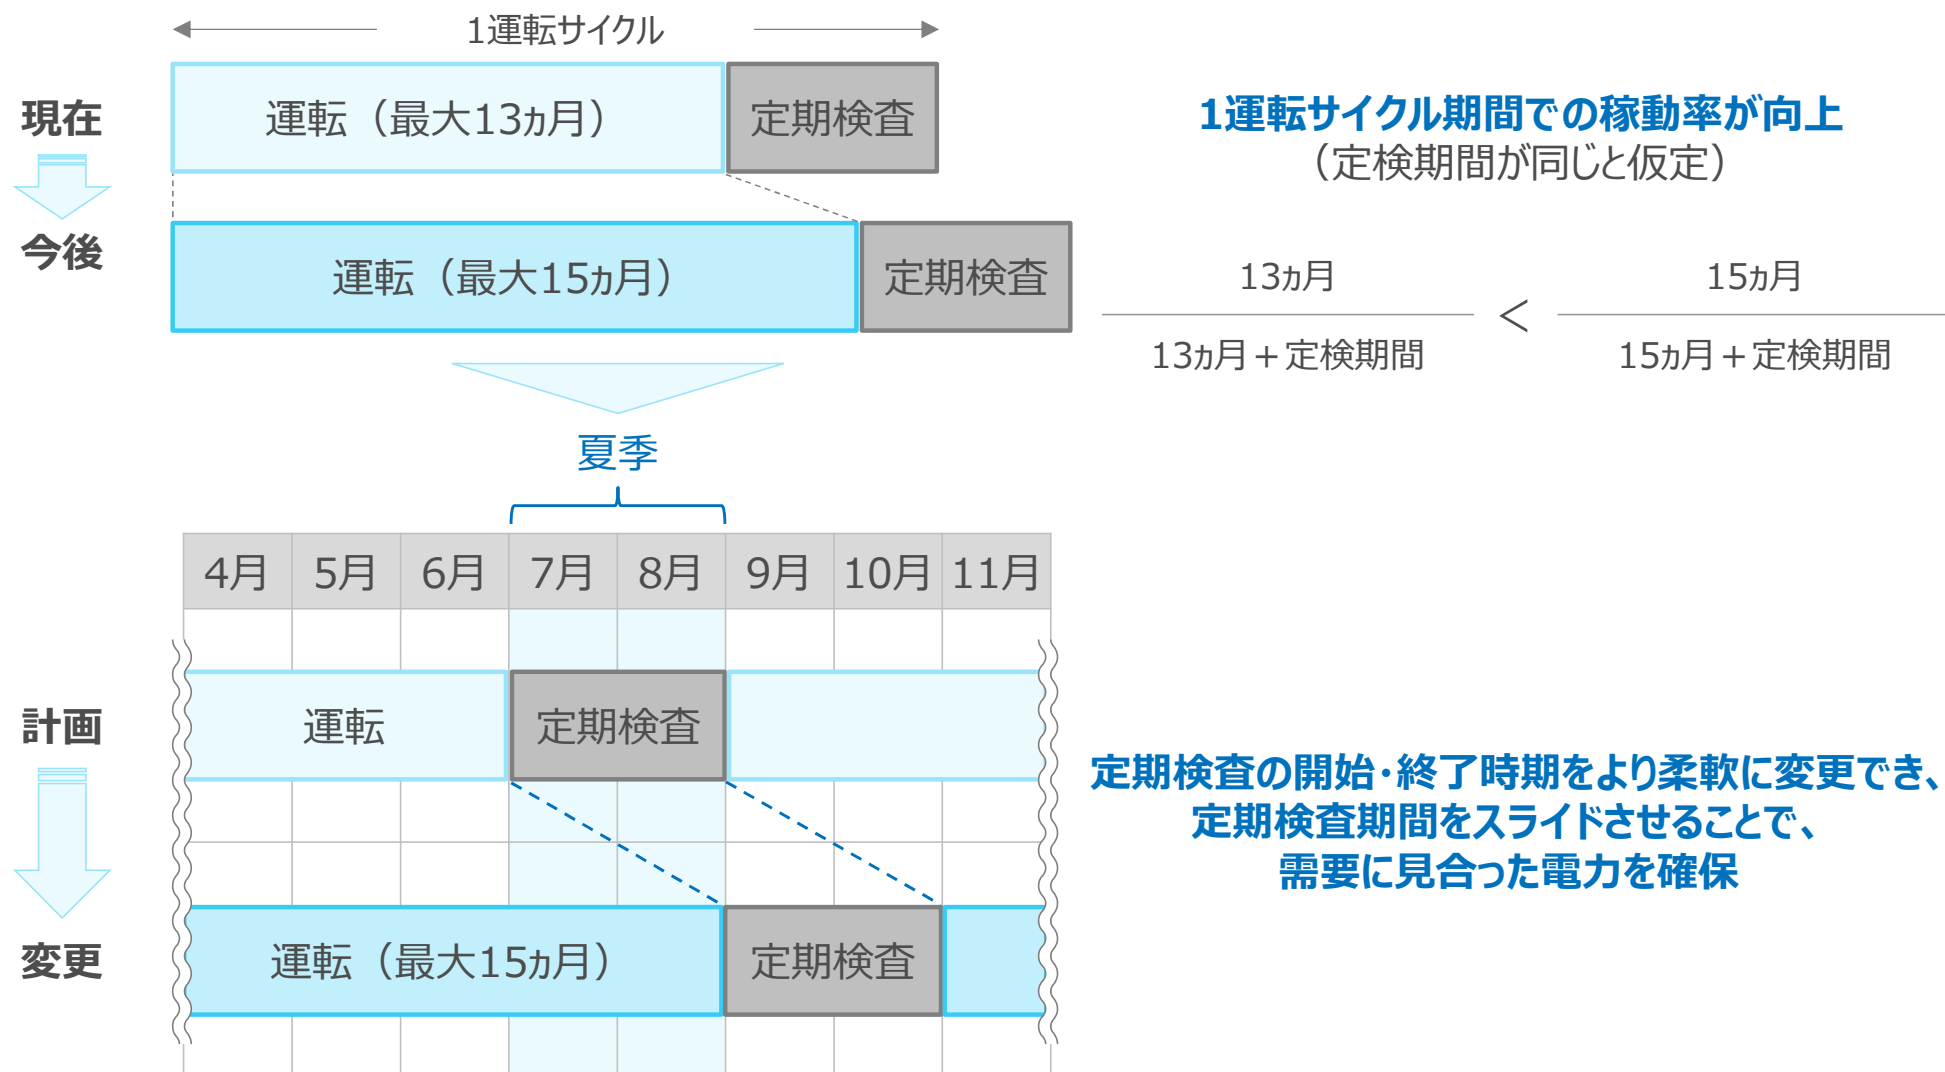 1運転サイクル
現在
運転（最大13ヵ月）
定期検査
今後
運転（最大15ヵ月）
定期検査
1運転サイクル期間での稼動率が向上
（定検期間が同じと仮定）
13ヵ月
13ヵ月＋定検期間
＜
15ヵ月
15ヵ月＋定検期間
夏季
4月 5月 6月 7月 8月 9月 10月 11月
計画
運転
定期検査
変更
運転（最大15ヵ月）
定期検査
定期検査の開始・終了時期をより柔軟に変更でき、
定期検査期間をスライドさせることで、
需要に見合った電力を確保